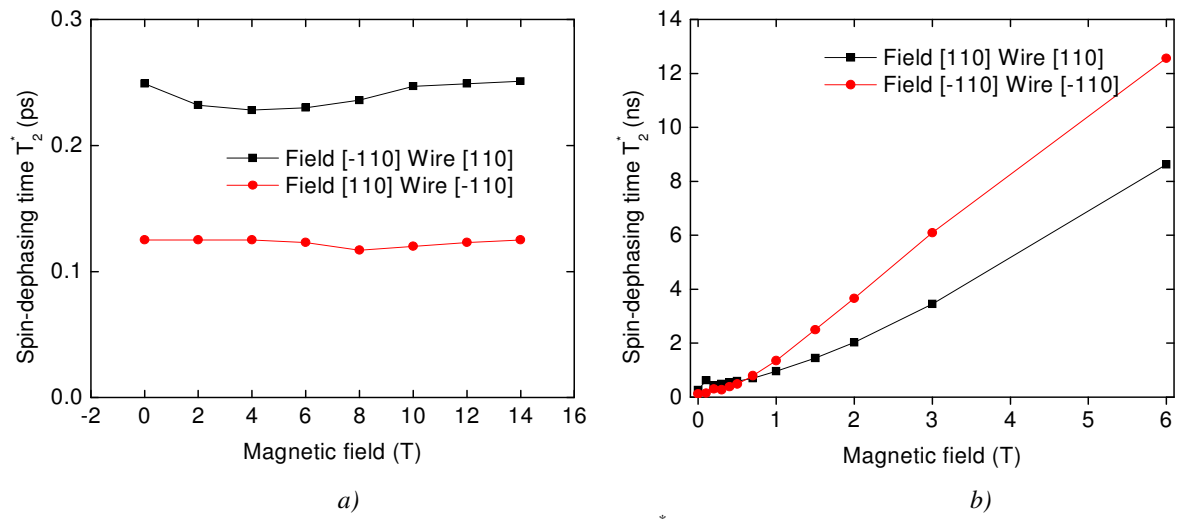 0.3
0.2
0.1
0.0
Spin-dephasing time T₂* (ps)
Field [-110] Wire [110]
Field [110] Wire [-110]
-2 0 2 4 6 8 10 12 14 16
Magnetic field (T)
a)
14
12
10
8
6
4
2
0
Spin-dephasing time T₂* (ns)
Field [110] Wire [110]
Field [-110] Wire [-110]
0 1 2 3 4 5 6
Magnetic field (T)
b)
*